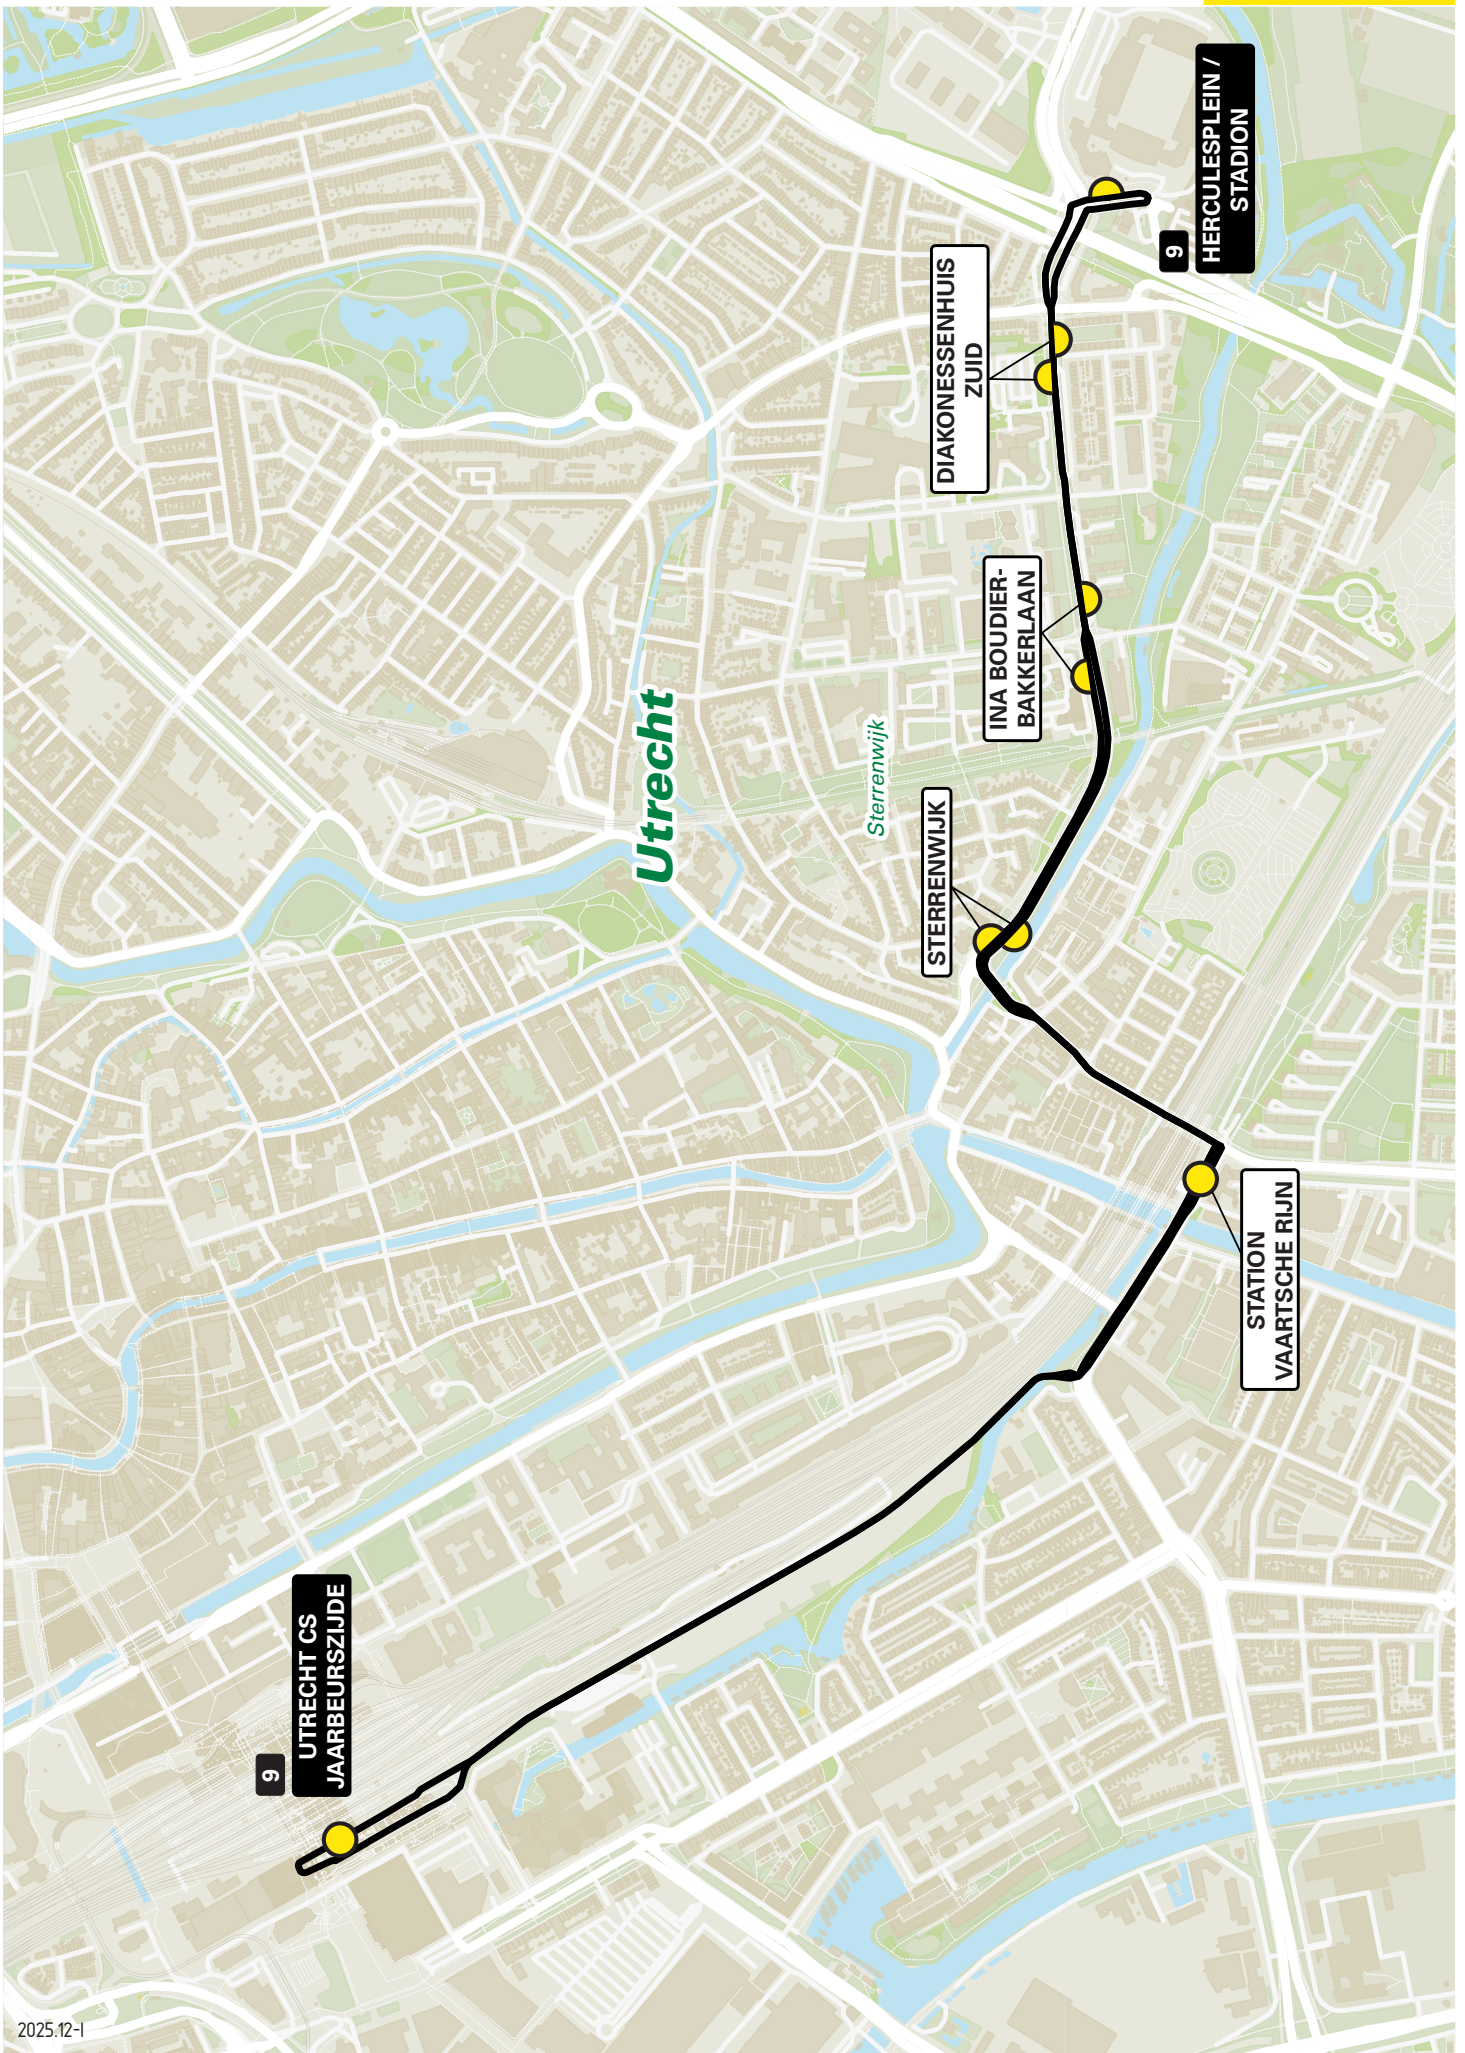 9
HERCULESPLEIN /
STADION
DIAKONESSENHUIS
ZUID
INA BOUDIER-
BAKKERLAAN
Utrecht
Sterrenwijk
STERRENWIJK
STATION
VAARTSCHE RIJN
9
UTRECHT CS
JAARBEURSZIJDE
2025.12-I